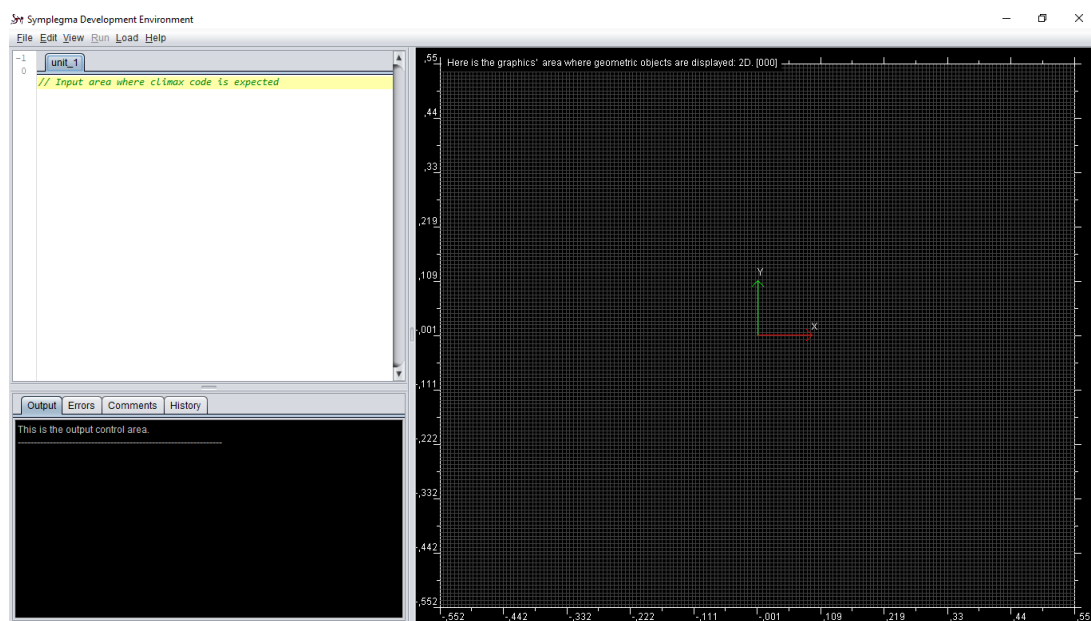 Symplegma Development Environment
File Edit View Run Load Help
-1
0
unit_1
// Input area where climax code is expected
Output Errors Comments History
This is the output control area.
Here is the graphics' area where geometric objects are displayed: 2D. [000]
,55
,44
,33
,219
,109
-,001
-,111
-,222
-,332
-,442
-,552
Y
X
-,552 -,442 -,332 -,222 -,111 -,001 ,109 ,219 ,33 ,44 ,55